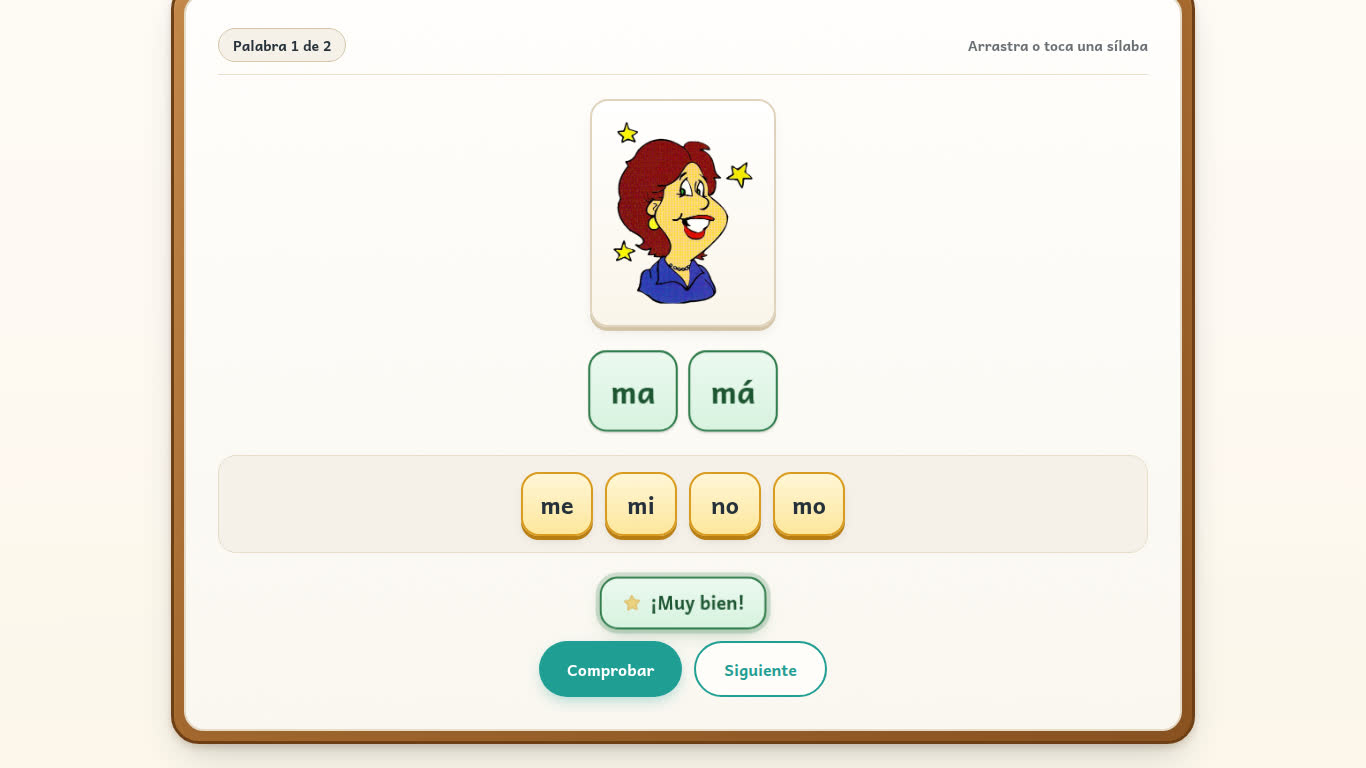 Palabra 1 de 2
Arrastra o toca una sílaba
ma má
me mi no mo
¡Muy bien!
Comprobar Siguiente